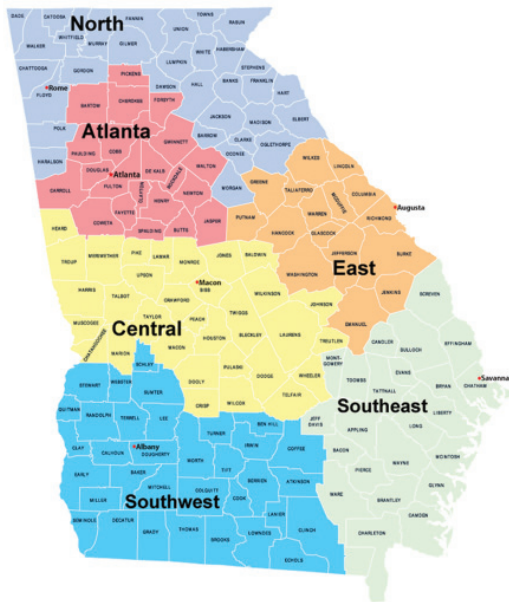 North
DADE
CATOOSA
WHITFIELD
FANNIN
TOWNS
RABUN
UNION
MURRAY
GILMER
WALKER
WHITE
HABERSHAM
LUMPKIN
CHATTOOGA
GORDON
STEPHENS
PICKENS
DAWSON
HALL
BANKS
FRANKLIN
Rome
FLOYD
BARTOW
CHEROKEE
FORSYTH
HART
JACKSON
MADISON
ELBERT
POLK
Atlanta
GWINNETT
BARROW
CLARKE
HARALSON
PAULDING
COBB
OCONEE
OGLETHORPE
WALTON
DOUGLAS
Atlanta
DE KALB
ROCKDALE
CARROLL
FULTON
CLAYTON
NEWTON
MORGAN
HENRY
FAYETTE
COWETA
SPALDING
BUTTS
JASPER
WILKES
LINCOLN
GREENE
TALIAFERRO
COLUMBIA
MCDUFFIE
Augusta
PUTNAM
WARREN
RICHMOND
HANCOCK
GLASCOCK
JEFFERSON
BURKE
WASHINGTON
East
JENKINS
EMANUEL
HEARD
TROUP
MERIWETHER
PIKE
LAMAR
MONROE
JONES
BALDWIN
UPSON
Macon
BIBB
WILKINSON
HARRIS
TALBOT
CRAWFORD
JOHNSON
TAYLOR
PEACH
TWIGGS
MUSCOGEE
Central
HOUSTON
BLECKLEY
LAURENS
TREUTLEN
CHATTAHOOCHEE
MARION
MACON
SCHLEY
PULASKI
DODGE
WHEELER
DOOLY
TELFAIR
CRISP
WILCOX
SCREVEN
CANDLER
BULLOCH
EFFINGHAM
MONT-
GOMERY
TOOMBS
EVANS
TATTNALL
BRYAN
CHATHAM
Savanna
Southeast
LIBERTY
JEFF
DAVIS
APPLING
LONG
BACON
WAYNE
MCINTOSH
PIERCE
WARE
GLYNN
BRANTLEY
CAMDEN
CHARLTON
STEWART
WEBSTER
SUMTER
QUITMAN
RANDOLPH
TERRELL
LEE
TURNER
BEN HILL
IRWIN
COFFEE
CLAY
Albany
CALHOUN
DOUGHERTY
WORTH
TIFT
EARLY
BAKER
BERRIEN
ATKINSON
MITCHELL
COLQUITT
COOK
MILLER
Southwest
LANIER
SEMINOLE
DECATUR
GRADY
THOMAS
BROOKS
LOWNDES
CLINCH
ECHOLS